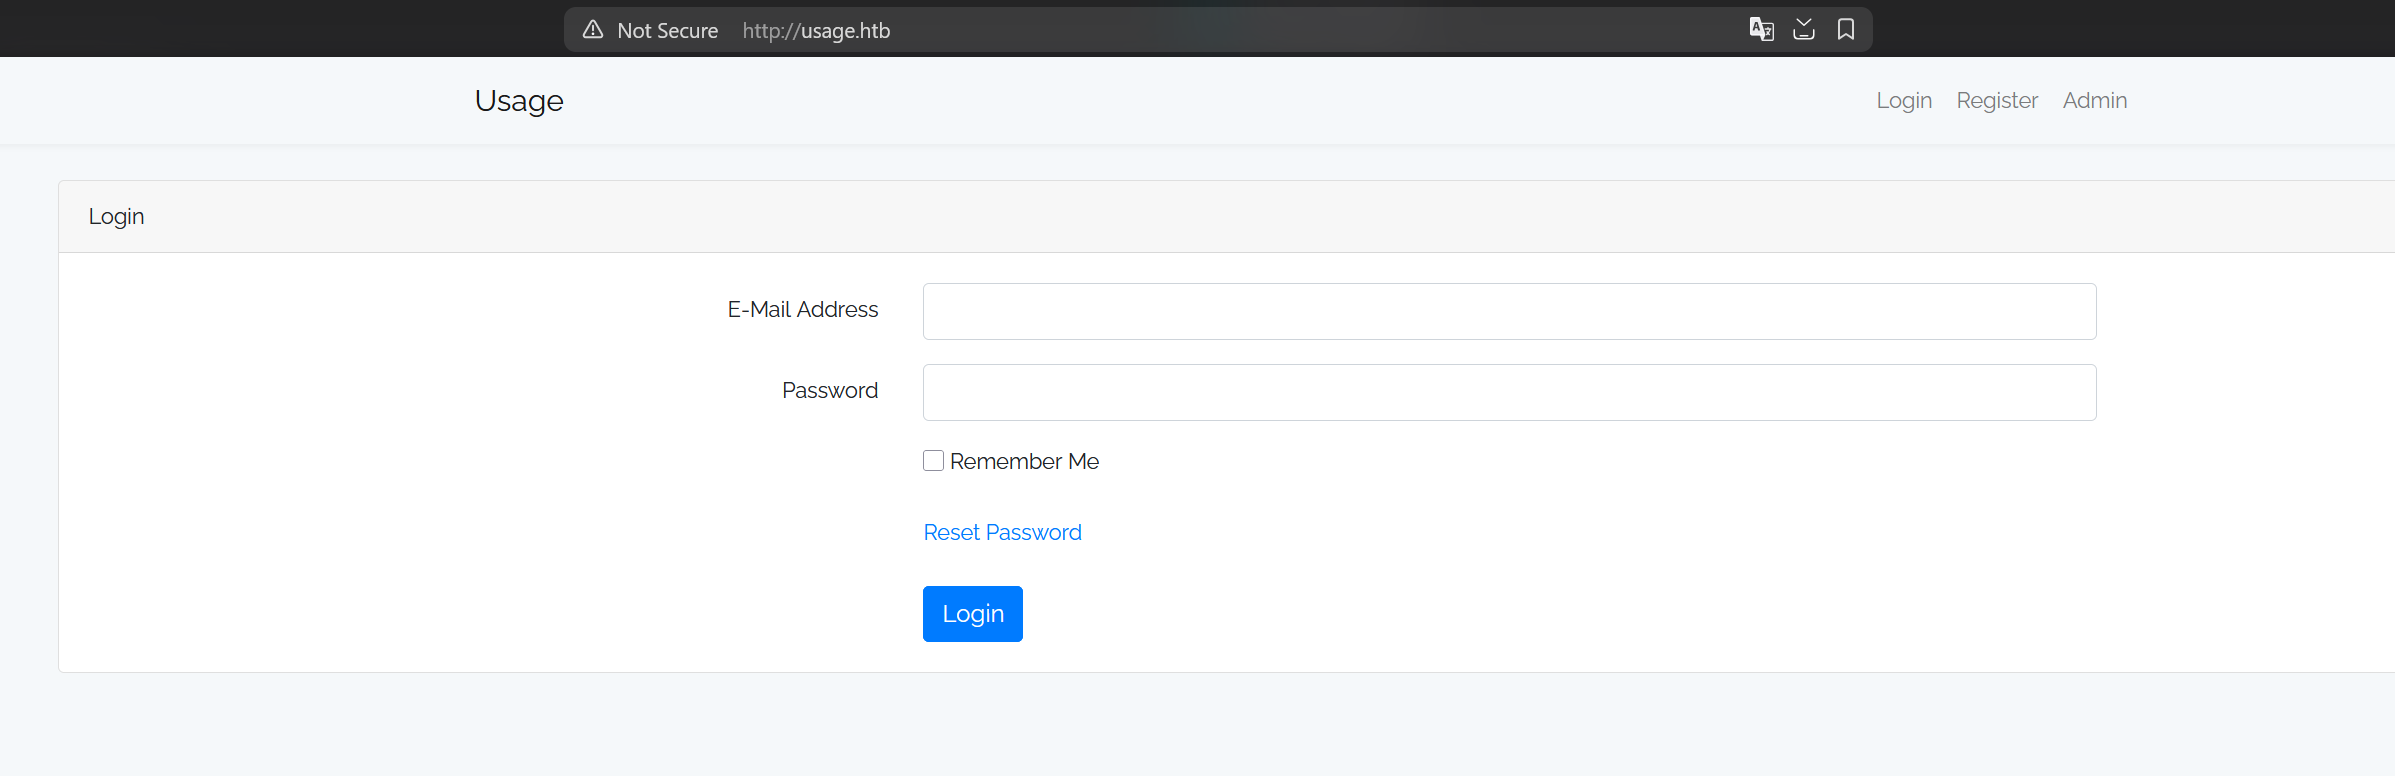 Not Secure http://usage.htb
Usage Login Register Admin
Login
E-Mail Address
Password
Remember Me
Reset Password
Login